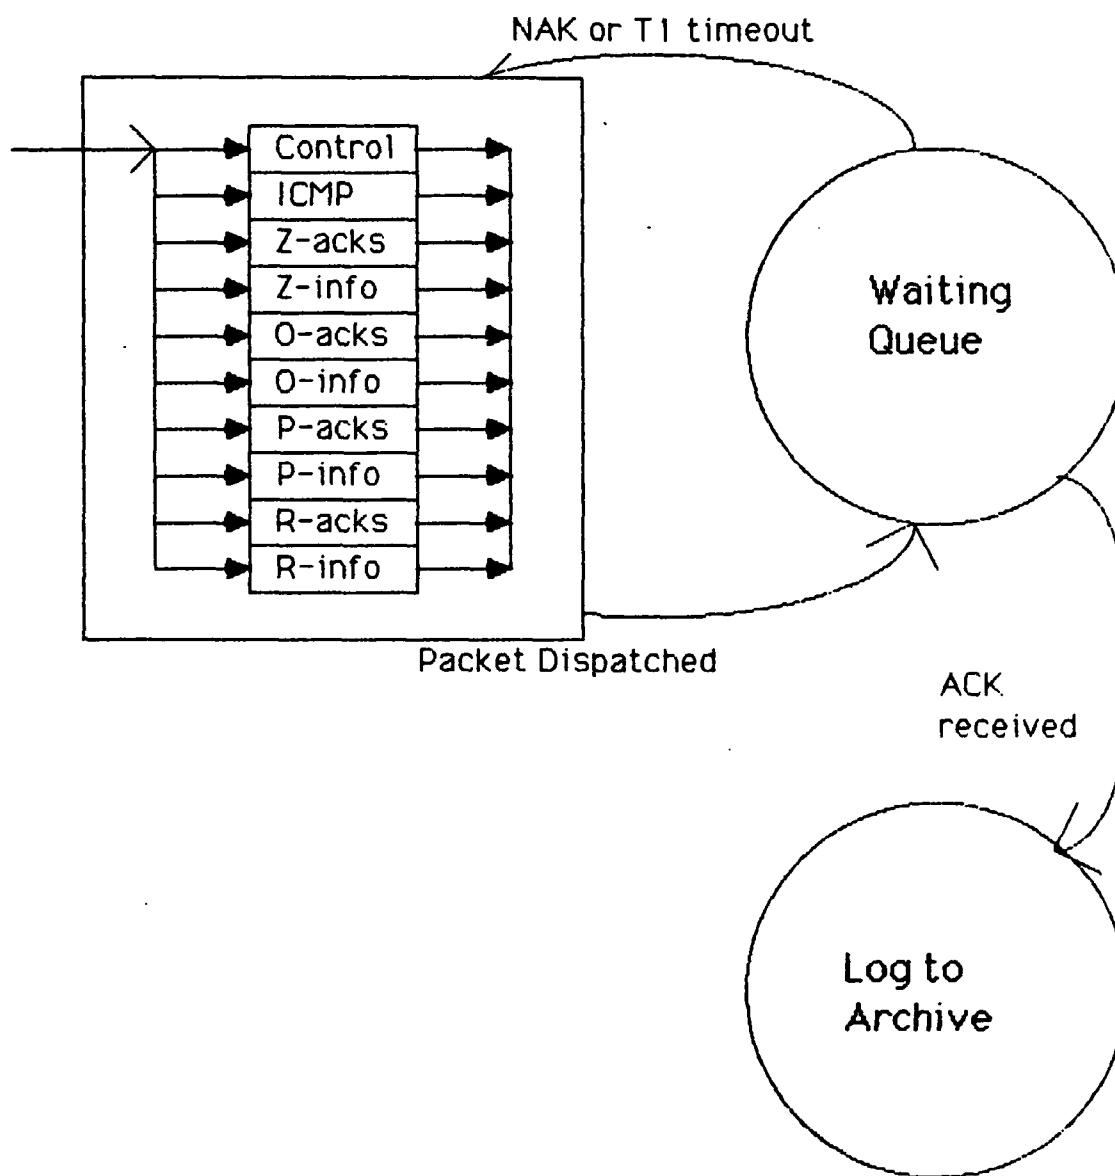 NAK or T1 timeout
Control
ICMP
Z-acks
Z-info
O-acks
O-info
P-acks
P-info
R-acks
R-info
Waiting
Queue
Packet Dispatched
ACK
received
Log to
Archive